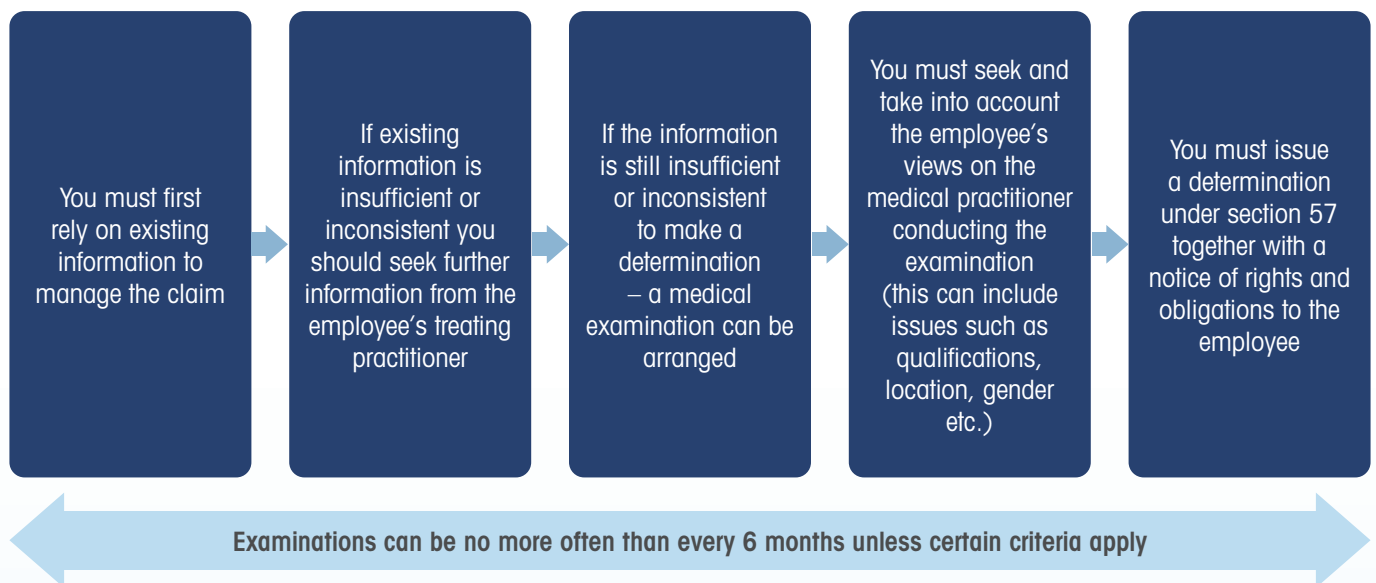 You must first
rely on existing
information to
manage the claim
If existing
information is
insufficient or
inconsistent you
should seek further
information from the
employee’s treating
practitioner
If the information
is still insufficient
or inconsistent
to make a
determination
– a medical
examination can be
arranged
You must seek and
take into account
the employee’s
views on the
medical practitioner
conducting the
examination
(this can include
issues such as
qualifications,
location, gender
etc.)
You must issue
a determination
under section 57
together with a
notice of rights and
obligations to the
employee
Examinations can be no more often than every 6 months unless certain criteria apply